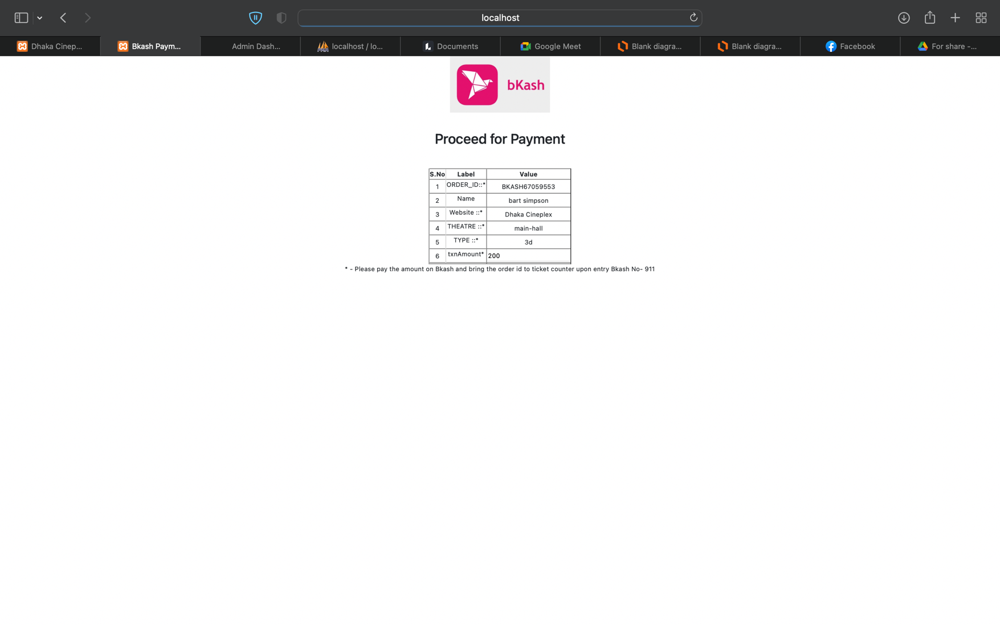 localhost
Dhaka Cinep...
Bkash Paym...
Admin Dash...
localhost / lo...
Documents
Google Meet
Blank diagra...
Blank diagra...
Facebook
For share -...
bKash
Proceed for Payment
S.No Label Value
1 ORDER_ID::* BKASH67059553
2 Name bart simpson
3 Website ::* Dhaka Cineplex
4 THEATRE ::* main-hall
5 TYPE ::* 3d
6 txnAmount* 200
* - Please pay the amount on Bkash and bring the order id to ticket counter upon entry Bkash No- 911